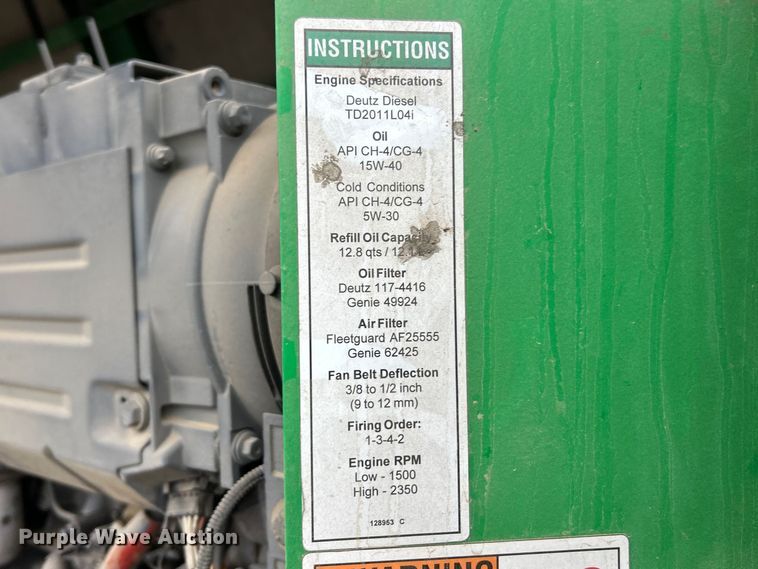 INSTRUCTIONS
Engine Specifications
Deutz Diesel
TD2011L04i
Oil
API CH-4/CG-4
15W-40
Cold Conditions
API CH-4/CG-4
5W-30
Refill Oil Capacity
12.8 qts /
Oil Filter
Deutz 117-4416
Genie 49924
Air Filter
Fleetguard AF25555
Genie 62425
Fan Belt Deflection
3/8 to 1/2 inch
(9 to 12 mm)
Firing Order:
1-3-4-2
Engine RPM
Low - 1500
High - 2350
128953 C
WARNING
Purple Wave Auction